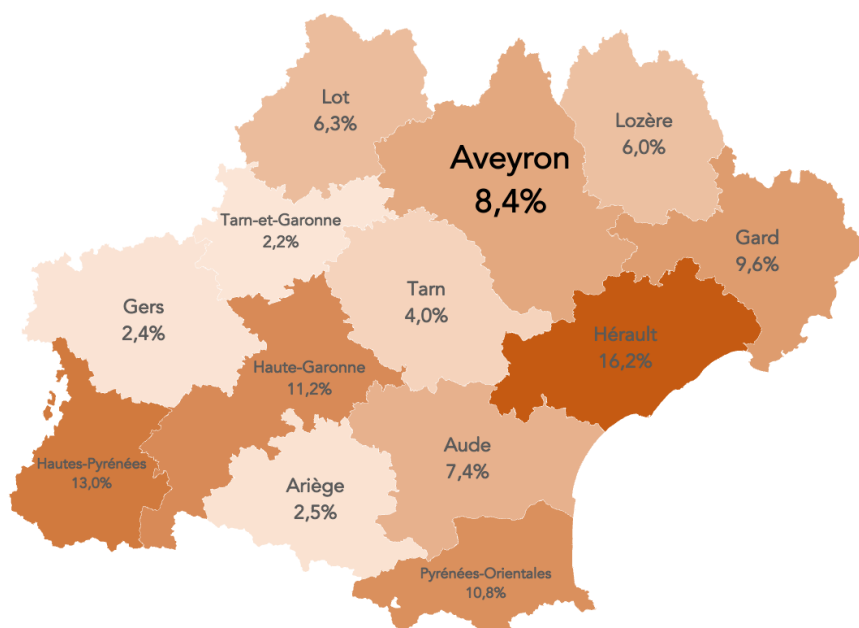 Lot
6,3%
Lozère
6,0%
Aveyron
8,4%
Tarn-et-Garonne
2,2%
Gard
9,6%
Gers
2,4%
Tarn
4,0%
Hérault
16,2%
Haute-Garonne
11,2%
Hautes-Pyrénées
13,0%
Ariège
2,5%
Aude
7,4%
Pyrénées-Orientales
10,8%